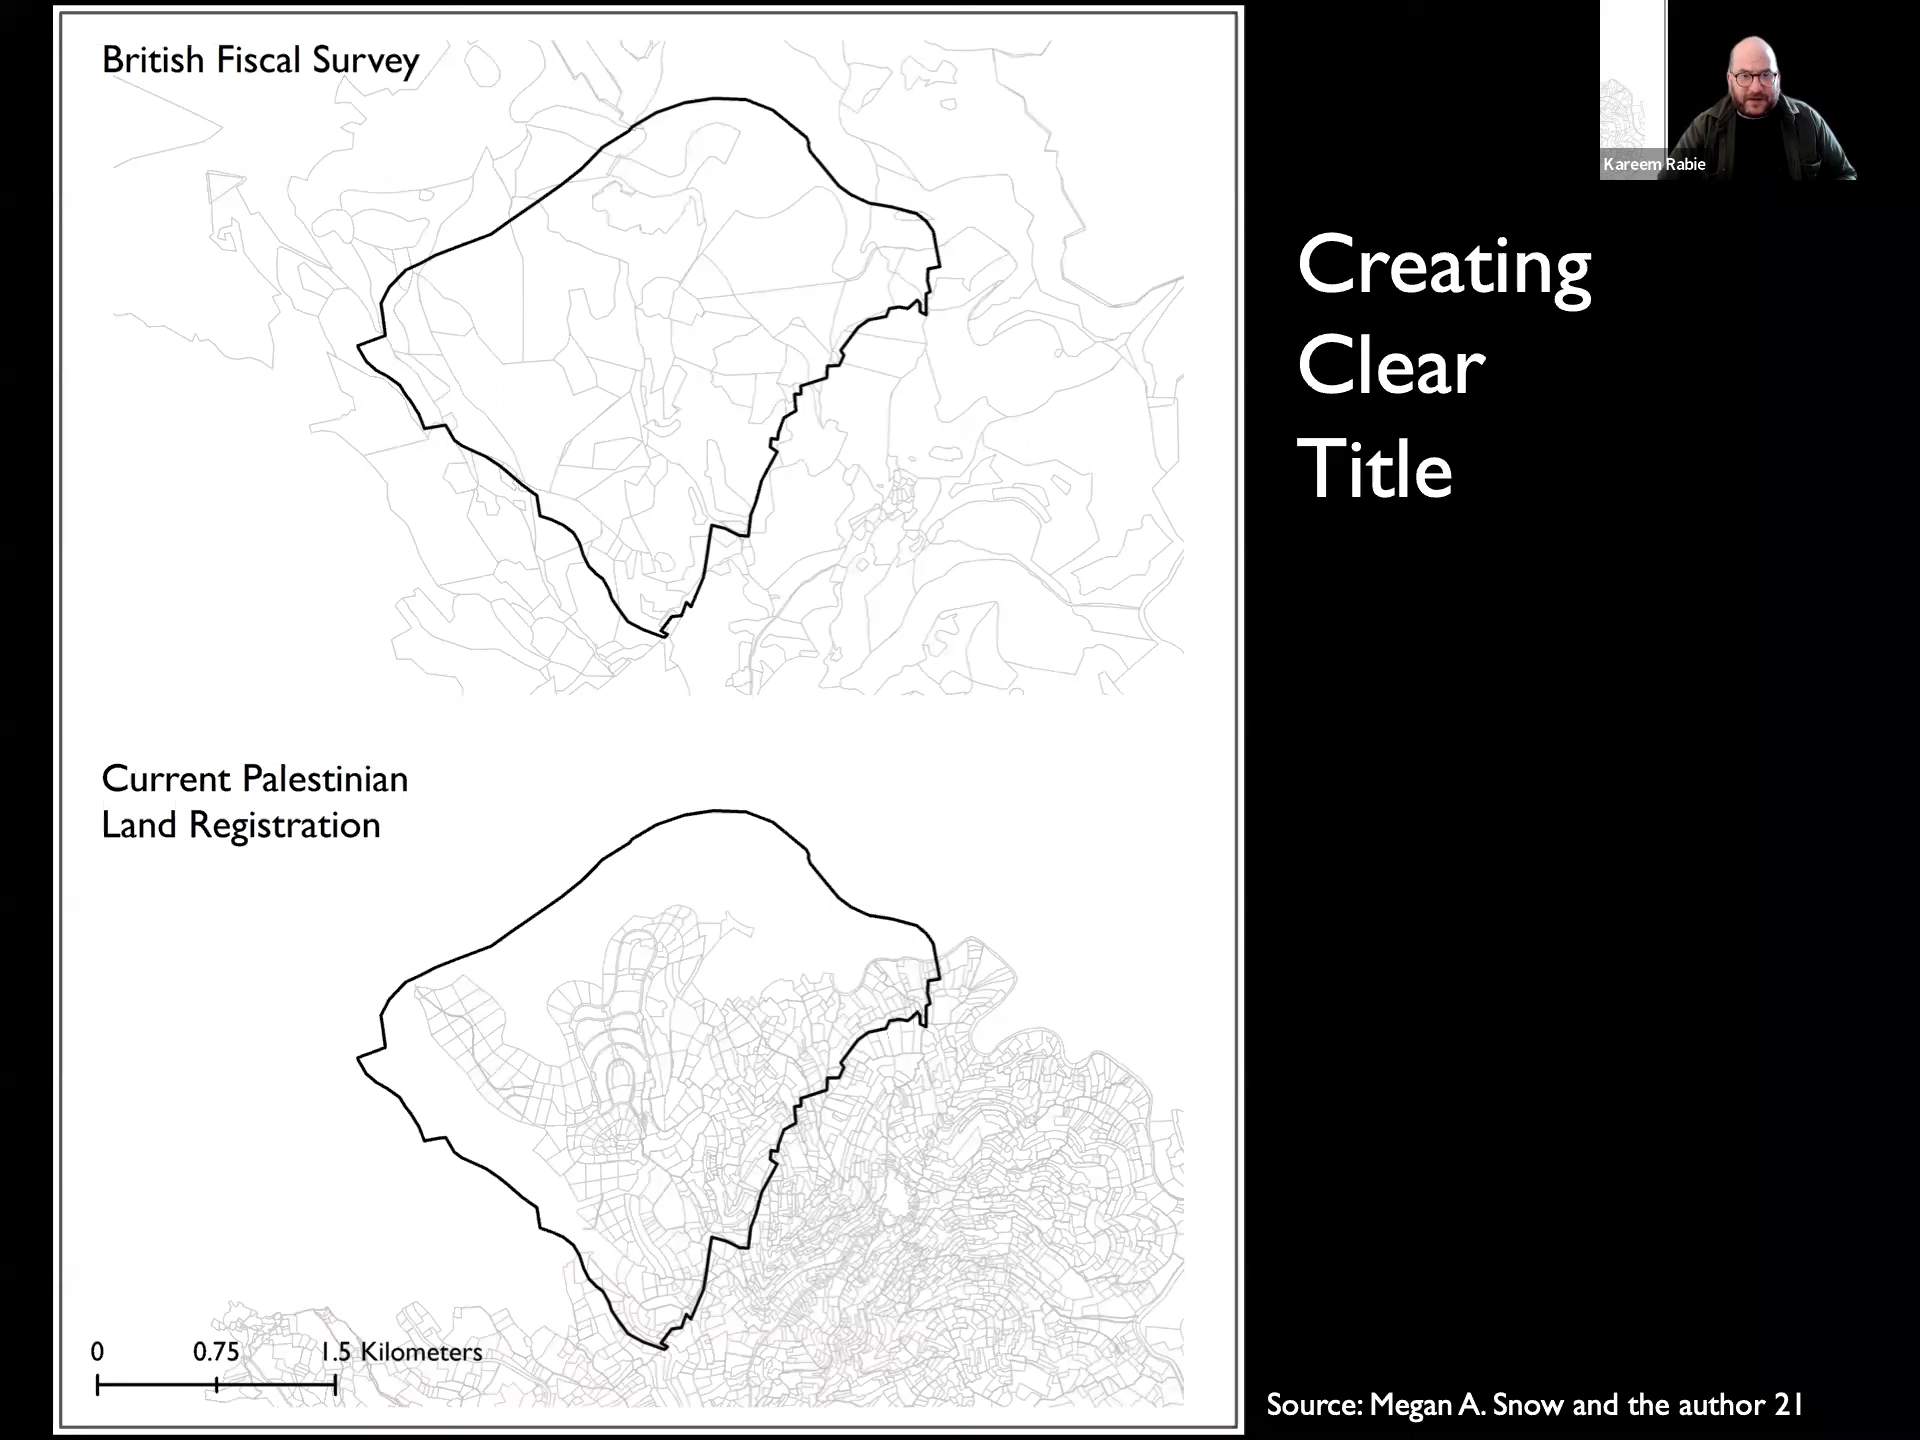 British Fiscal Survey
Kareem Rabie
Creating
Clear
Title
Current Palestinian
Land Registration
0 0.75 1.5 Kilometers
Source: Megan A. Snow and the author 21